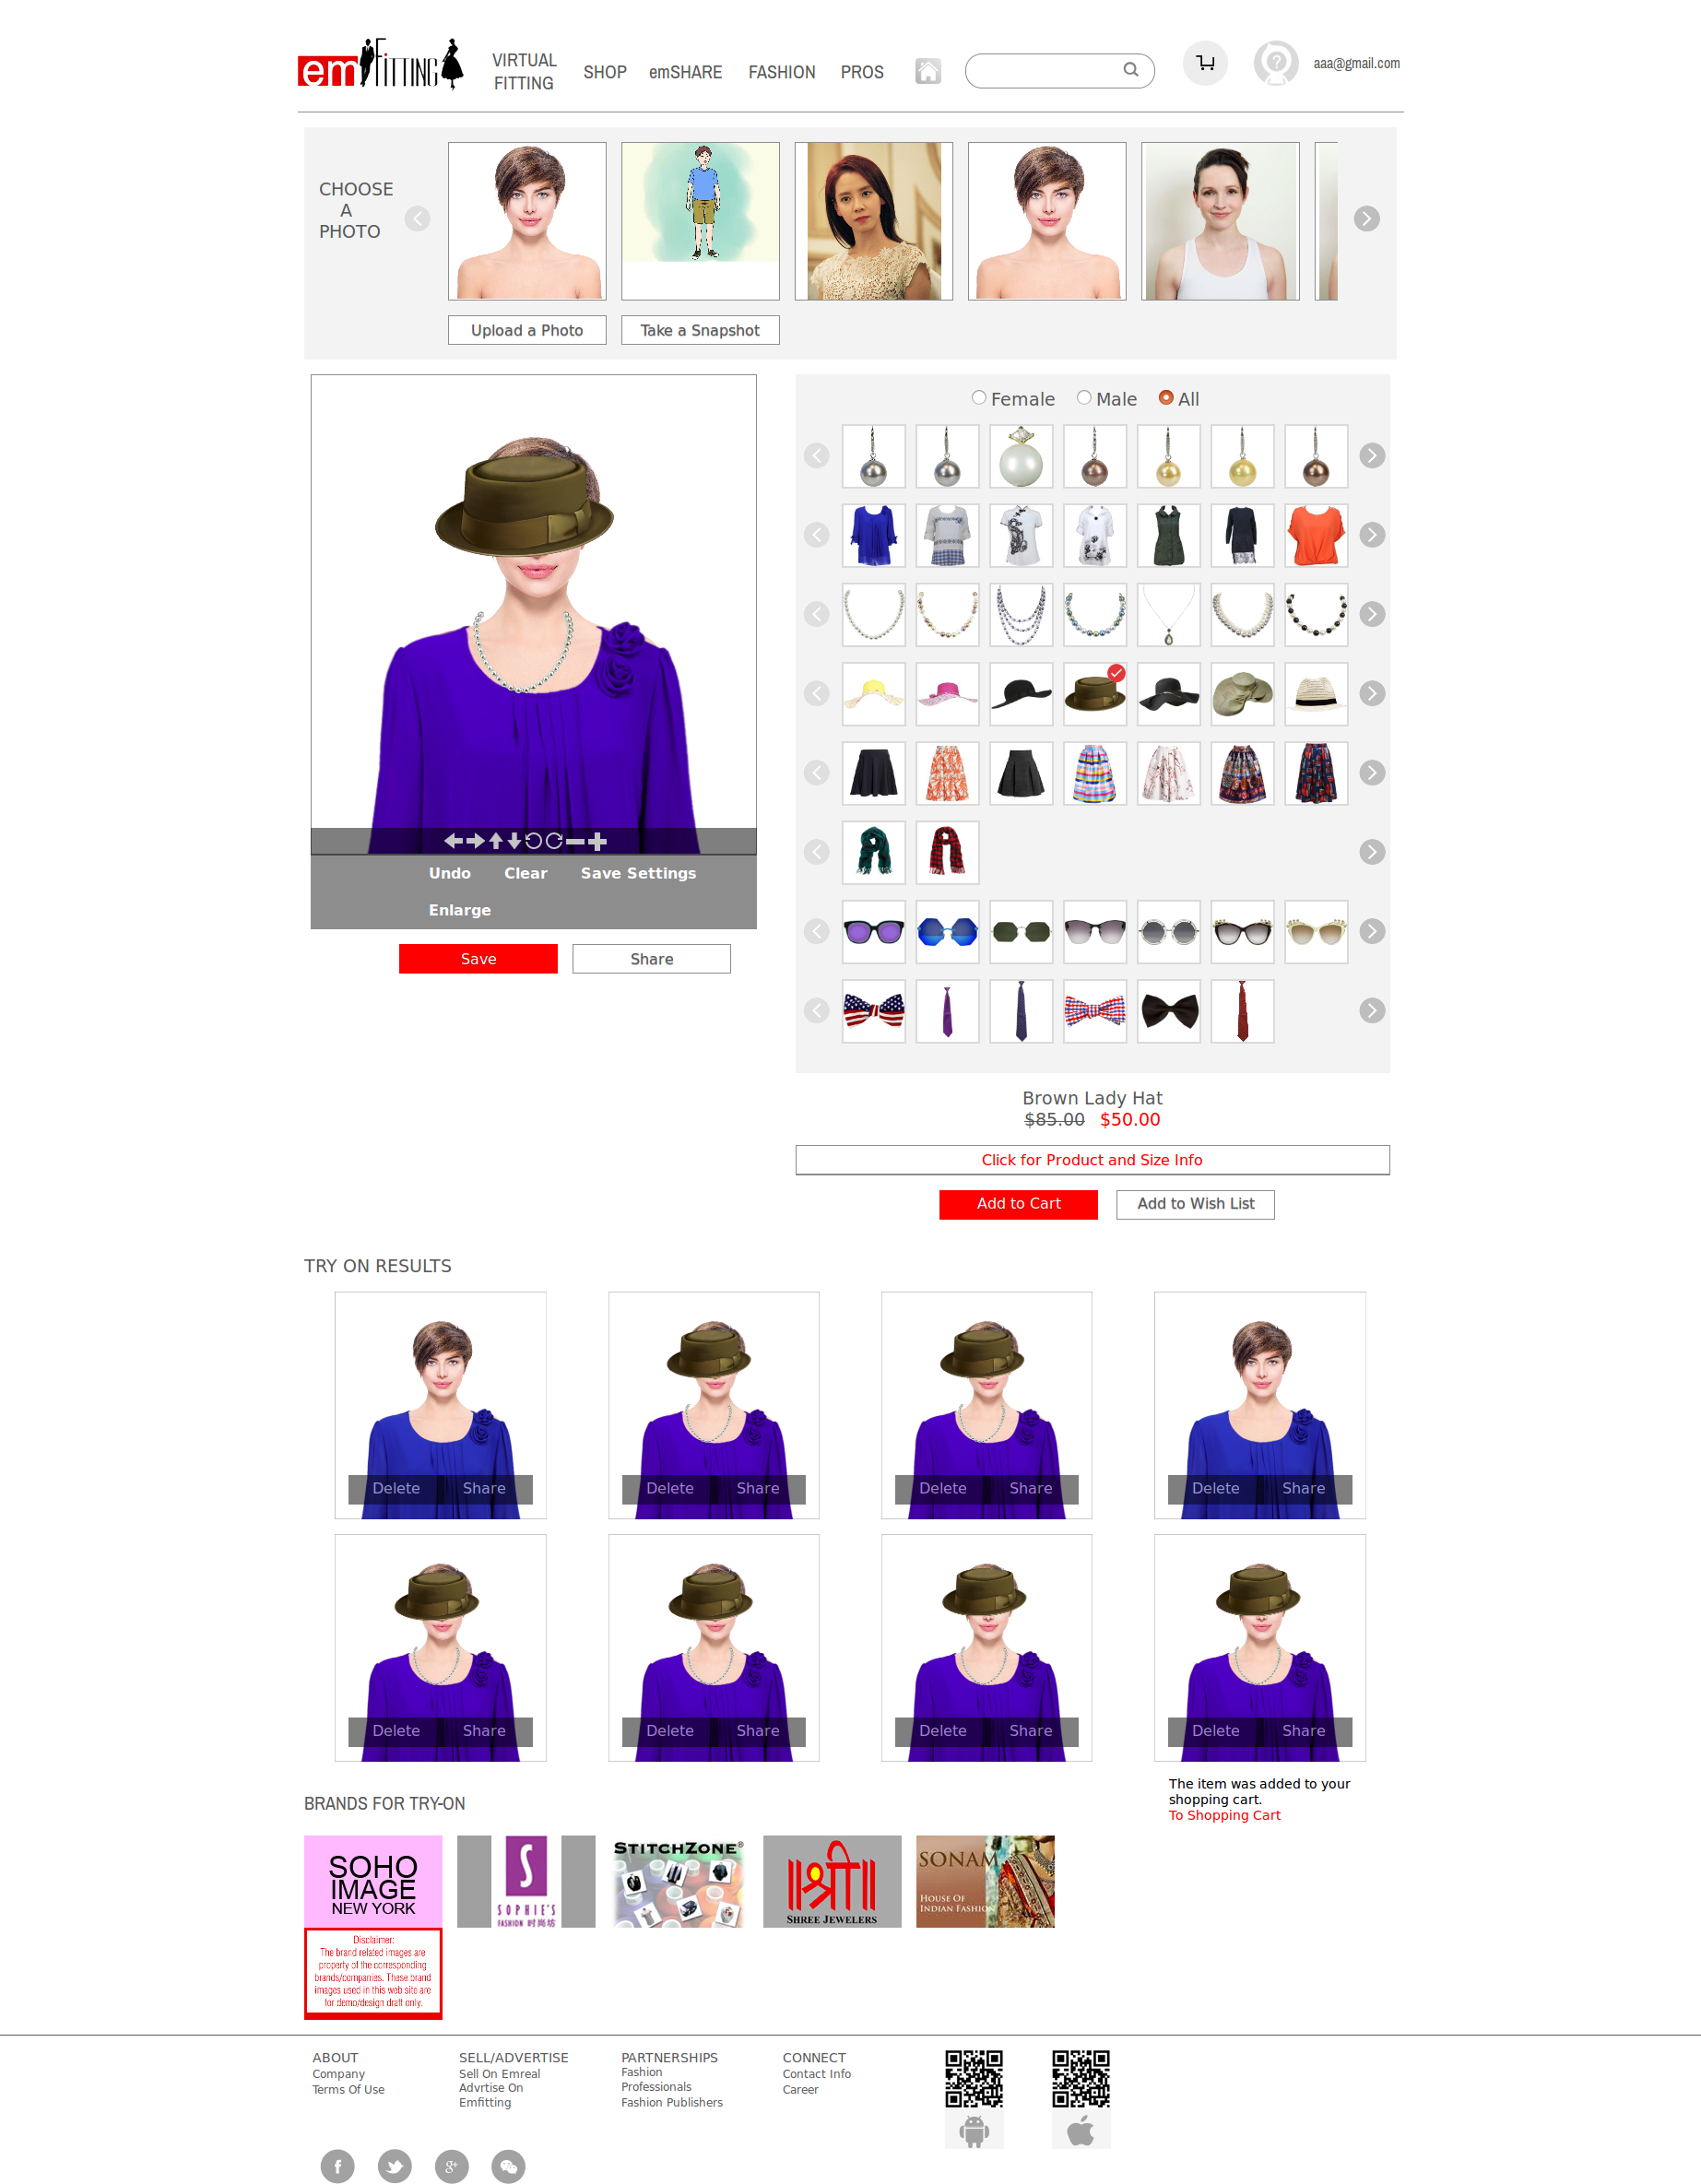 em FITTING
VIRTUAL
FITTING
SHOP
emSHARE
FASHION
PROS
aaa@gmail.com
CHOOSE
A
PHOTO
Upload a Photo
Take a Snapshot
Female
Male
All
Undo
Clear
Save Settings
Enlarge
Save
Share
Brown Lady Hat
$85.00 $50.00
Click for Product and Size Info
Add to Cart
Add to Wish List
TRY ON RESULTS
Delete Share
Delete Share
Delete Share
Delete Share
Delete Share
Delete Share
Delete Share
Delete Share
The item was added to your
shopping cart.
To Shopping Cart
BRANDS FOR TRY-ON
SOHO
IMAGE
NEW YORK
S
SOPHIE'S
FASHION 时尚坊
STITCHZONE®
॥श्री॥
SHREE JEWELERS
SONAM
HOUSE OF
INDIAN FASHION
Disclaimer:
The brand related images are
property of the corresponding
brands/companies. These brand
images used in this web site are
for demo/design draft only.
ABOUT
Company
Terms Of Use
SELL/ADVERTISE
Sell On Emreal
Advrtise On
Emfitting
PARTNERSHIPS
Fashion
Professionals
Fashion Publishers
CONNECT
Contact Info
Career